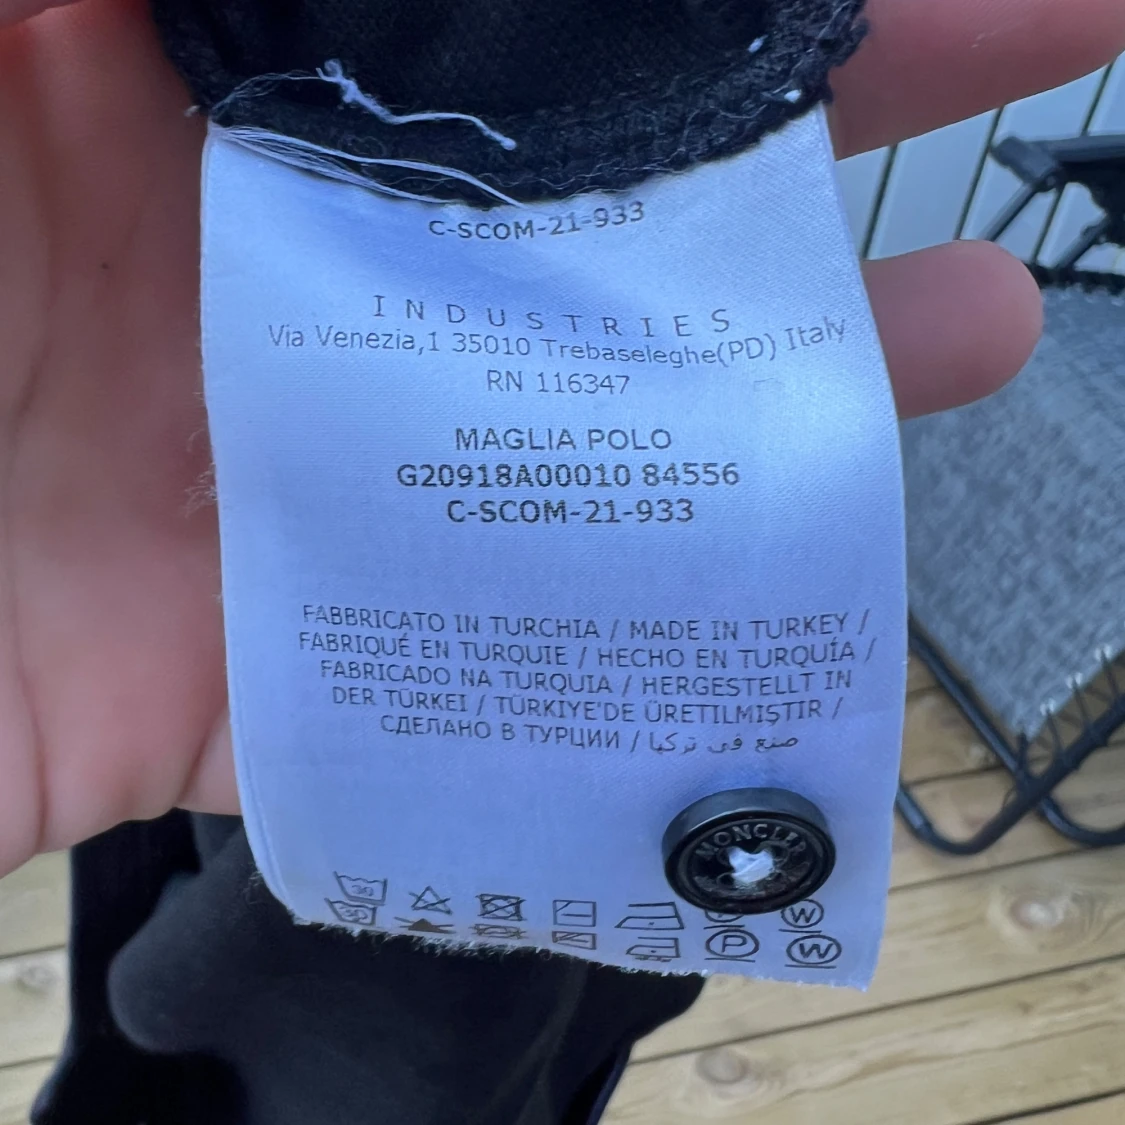 C-SCOM-21-933
INDUSTRIES
Via Venezia,1 35010 Trebaseleghe(PD) Italy
RN 116347
MAGLIA POLO
G20918A00010 84556
C-SCOM-21-933
FABBRICATO IN TURCHIA / MADE IN TURKEY /
FABRIQUÉ EN TURQUIE / HECHO EN TURQUÍA /
FABRICADO NA TURQUIA / HERGESTELLT IN
DER TÜRKEI / TÜRKIYE'DE ÜRETILMIŞTIR /
СДЕЛАНО В ТУРЦИИ / صنع في تركيا
MONCLER
30
W
30
P
W